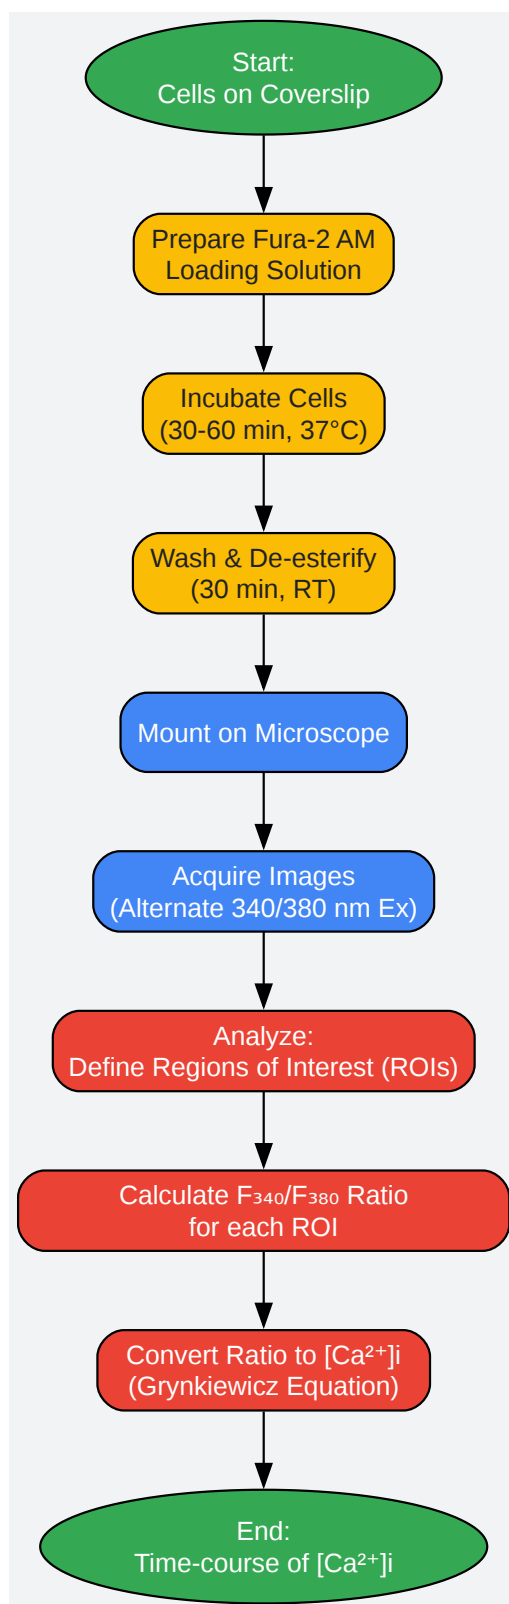 Start:
Cells on Coverslip
Prepare Fura-2 AM
Loading Solution
Incubate Cells
(30-60 min, 37°C)
Wash & De-esterify
(30 min, RT)
Mount on Microscope
Acquire Images
(Alternate 340/380 nm Ex)
Analyze:
Define Regions of Interest (ROIs)
Calculate F₃₄₀/F₃₈₀ Ratio
for each ROI
Convert Ratio to [Ca²⁺]i
(Grynkiewicz Equation)
End:
Time-course of [Ca²⁺]i